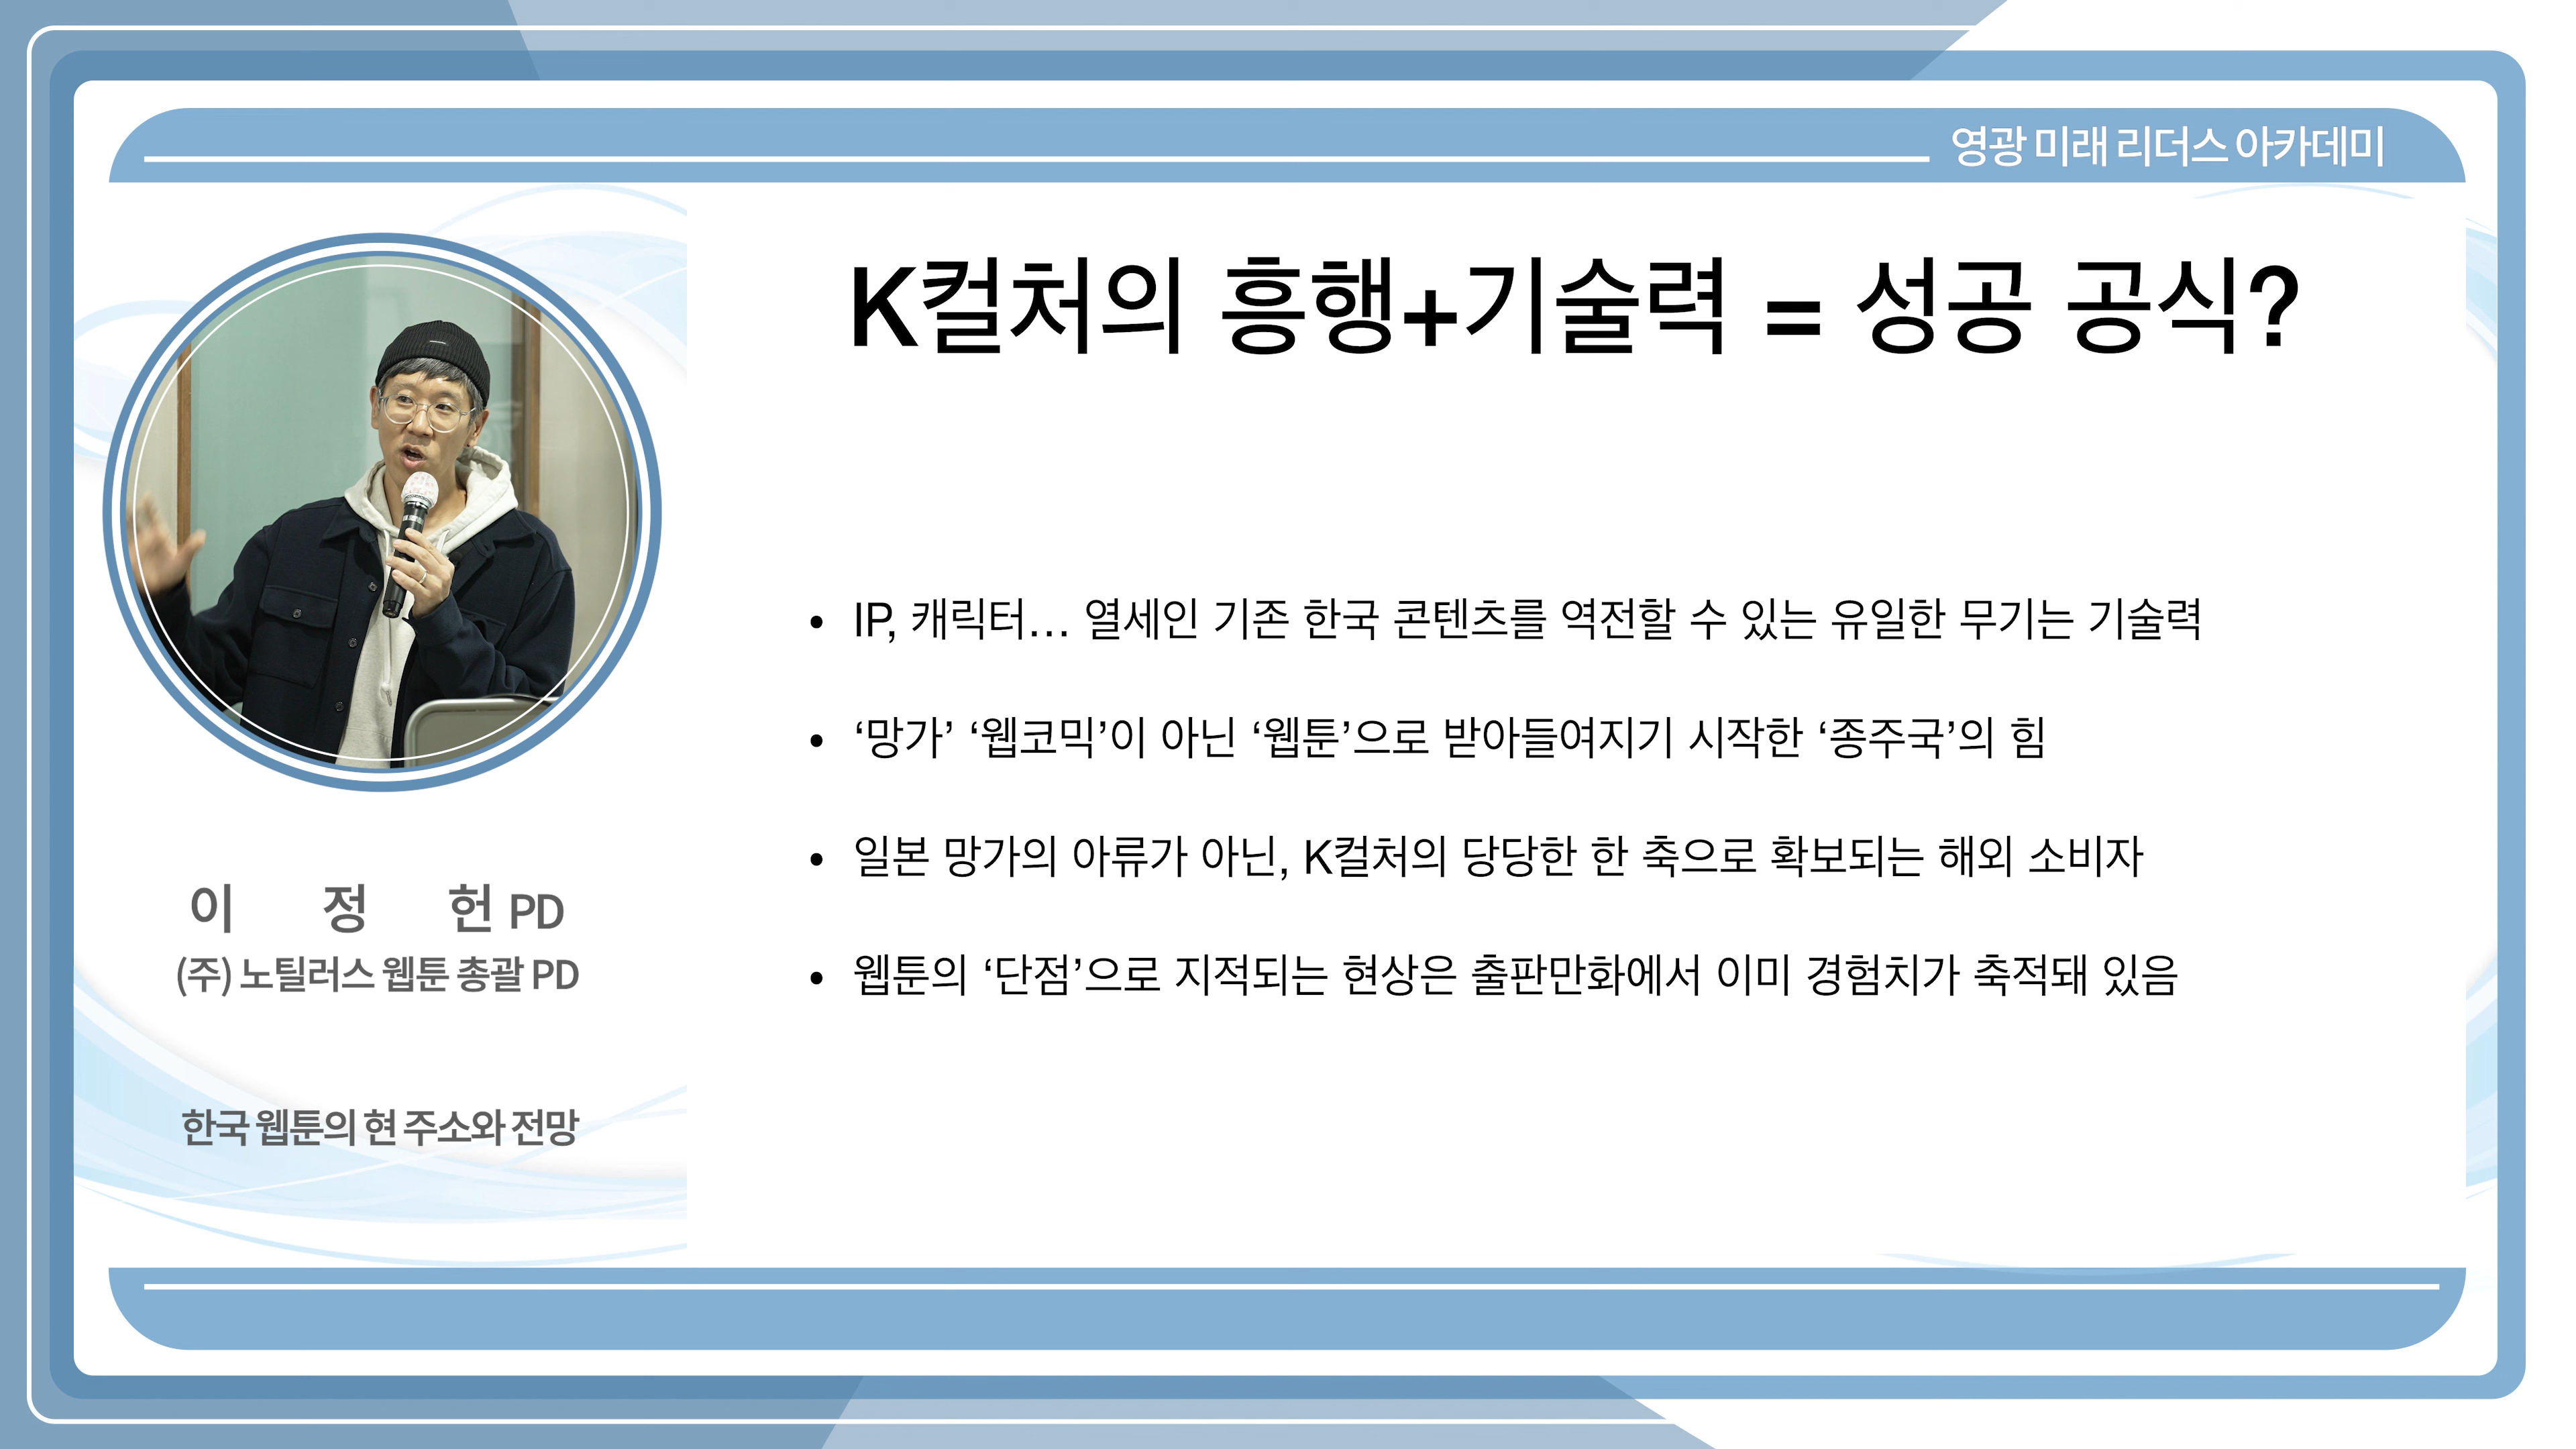 영광 미래 리더스 아카데미
K컬처의 흥행+기술력 = 성공 공식?
• IP, 캐릭터... 열세인 기존 한국 콘텐츠를 역전할 수 있는 유일한 무기는 기술력
• ‘망가’ ‘웹코믹’이 아닌 ‘웹툰’으로 받아들여지기 시작한 ‘종주국’의 힘
• 일본 망가의 아류가 아닌, K컬처의 당당한 한 축으로 확보되는 해외 소비자
• 웹툰의 ‘단점’으로 지적되는 현상은 출판만화에서 이미 경험치가 축적돼 있음
이 정 헌 PD
(주) 노틸러스 웹툰 총괄 PD
한국 웹툰의 현 주소와 전망